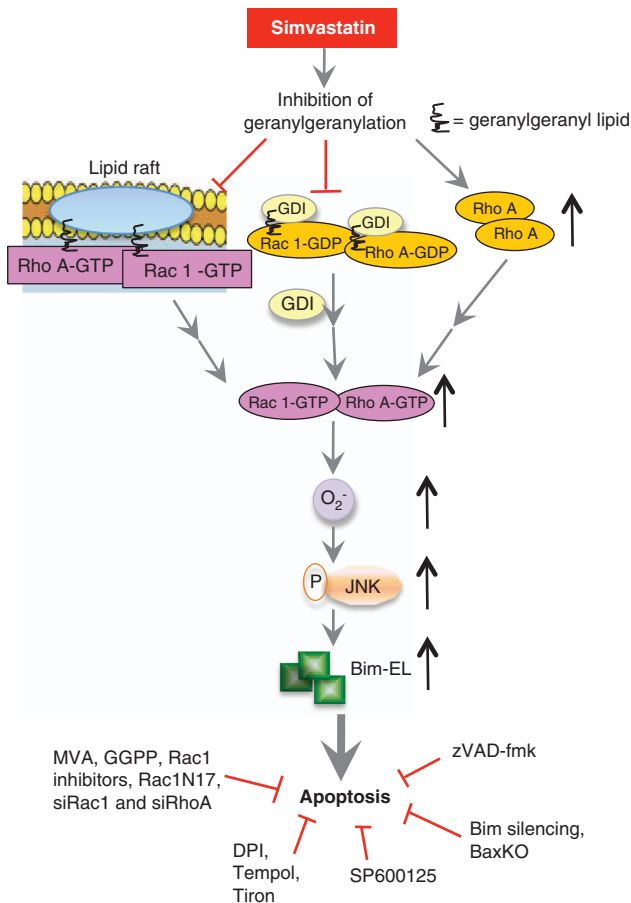 Simvastatin
Inhibition of
geranylgeranylation
= geranylgeranyl lipid
Lipid raft
GDI
GDI
Rac 1-GDP
Rho A-GDP
Rho A
Rho A
Rho A-GTP
Rac 1 -GTP
GDI
Rac 1-GTP
Rho A-GTP
O2-
P
JNK
Bim-EL
MVA, GGPP, Rac1
inhibitors, Rac1N17,
siRac1 and siRhoA
zVAD-fmk
Apoptosis
DPI,
Tempol,
Tiron
SP600125
Bim silencing,
BaxKO